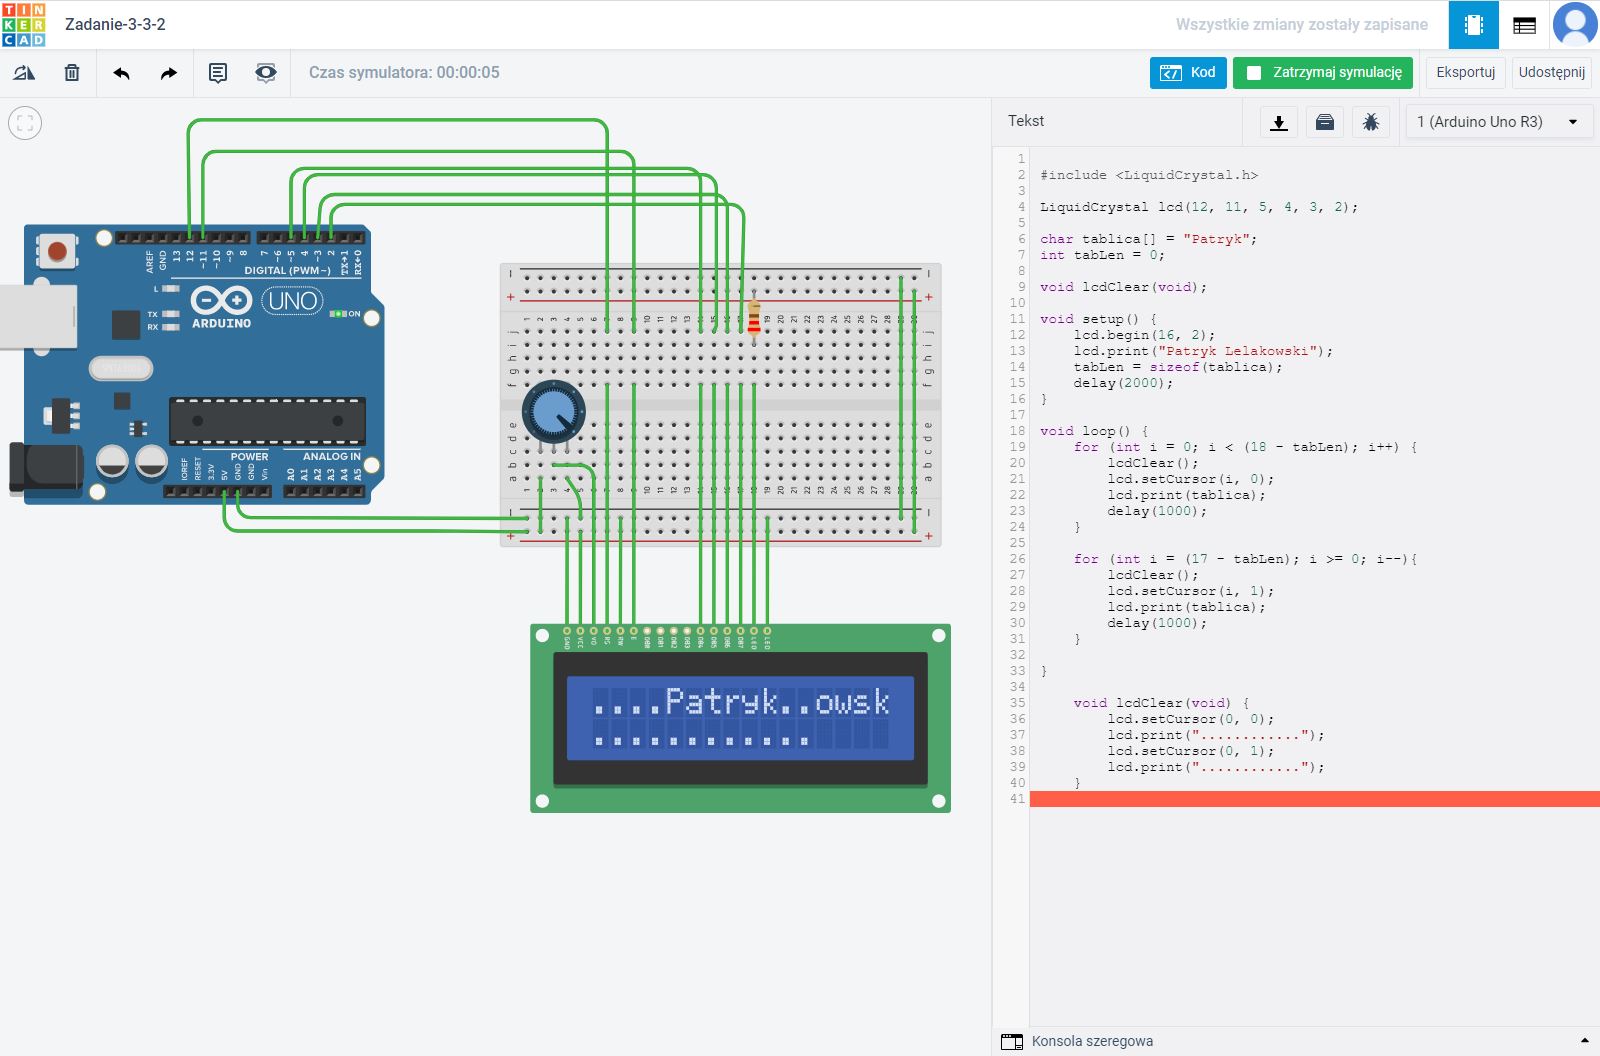 TIN
KER
CAD
Zadanie-3-3-2
Wszystkie zmiany zostały zapisane
Czas symulatora: 00:00:05
Kod
Zatrzymaj symulację
Eksportuj
Udostępnij
Tekst
1 (Arduino Uno R3)
AREF GND 13 12 ~11 ~10 ~9 8 7 ~6 ~5 4 ~3 2 TX→1 RX←0
DIGITAL (PWM~)
L
TX
RX
UNO
ARDUINO
ON
POWER
ANALOG IN
IOREF RESET 3.3V 5V GND GND Vin A0 A1 A2 A3 A4 A5
....Patryk..owsk
...........
1
2 #include <LiquidCrystal.h>
3
4 LiquidCrystal lcd(12, 11, 5, 4, 3, 2);
5
6 char tablica[] = "Patryk";
7 int tabLen = 0;
8
9 void lcdClear(void);
10
11 void setup() {
12 lcd.begin(16, 2);
13 lcd.print("Patryk Lelakowski");
14 tabLen = sizeof(tablica);
15 delay(2000);
16 }
17
18 void loop() {
19 for (int i = 0; i < (18 - tabLen); i++) {
20 lcdClear();
21 lcd.setCursor(i, 0);
22 lcd.print(tablica);
23 delay(1000);
24 }
25
26 for (int i = (17 - tabLen); i >= 0; i--){
27 lcdClear();
28 lcd.setCursor(i, 1);
29 lcd.print(tablica);
30 delay(1000);
31 }
32
33 }
34
35 void lcdClear(void) {
36 lcd.setCursor(0, 0);
37 lcd.print("............");
38 lcd.setCursor(0, 1);
39 lcd.print("............");
40 }
41
Konsola szeregowa